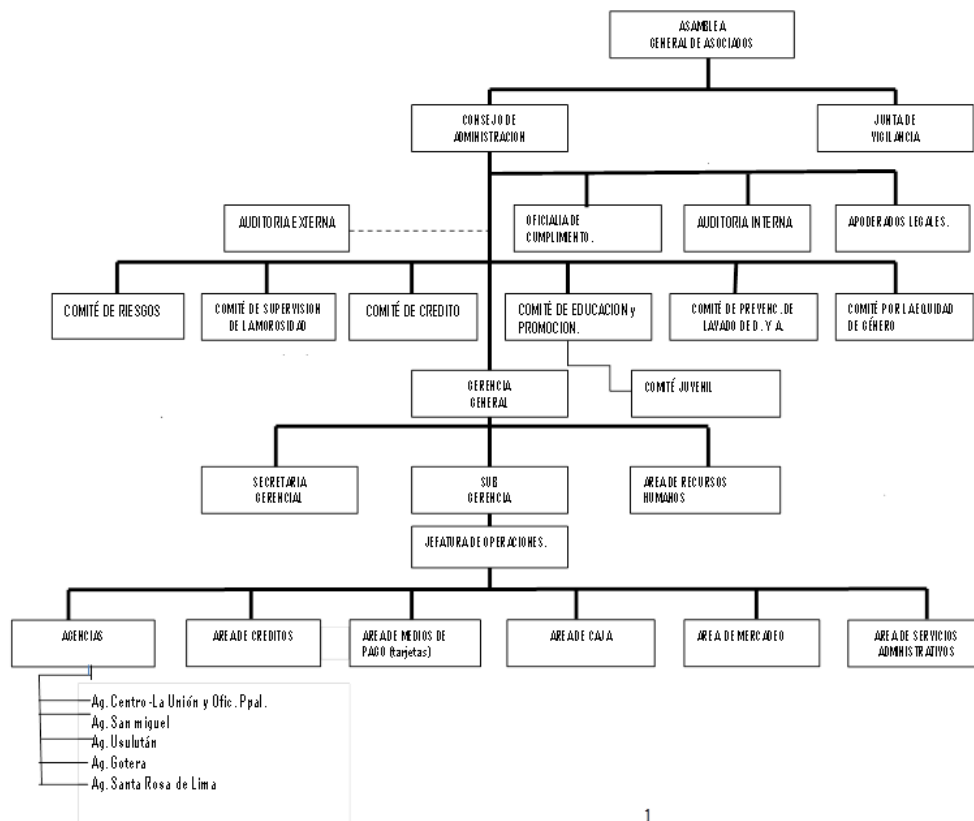 ASAMBLEA
GENERAL DE ASOCIADOS
CONSEJO DE
ADMINISTRACION
JUNTA DE
VIGILANCIA
AUDITORIA EXTERNA
OFICIALIA DE
CUMPLIMENTO.
AUDITORIA INTERNA
APODERADOS LEGALES.
COMITÉ DE RIESGOS
COMITÉ DE SUPERVISION
DE LA MOROSIDAD
COMITÉ DE CREDITO
COMITÉ DE EDUCACION y
PROMOCION.
COMITÉ DE PREVENC. DE
LAVADO DE D. Y A.
COMITÉ POR LA EQUIDAD
DE GÉNERO
GERENCIA
GENERAL
COMITÉ JUVENIL
SECRETARIA
GERENCIAL
SUB
GERENCIA
AREA DE RECURSOS
HUMANOS
JEFATURA DE OPERACIONES.
AGENCIAS
AREA DE CREDITOS
AREA DE MEDIOS DE
PAGO (tarjetas)
AREA DE CAJA
AREA DE MERCADEO
AREA DE SERVICIOS
ADMINISTRATIVOS
Ag. Centro -La Unión y Ofic. Ppal.
Ag. San miguel
Ag. Usulután
Ag. Gotera
Ag. Santa Rosa de Lima
1